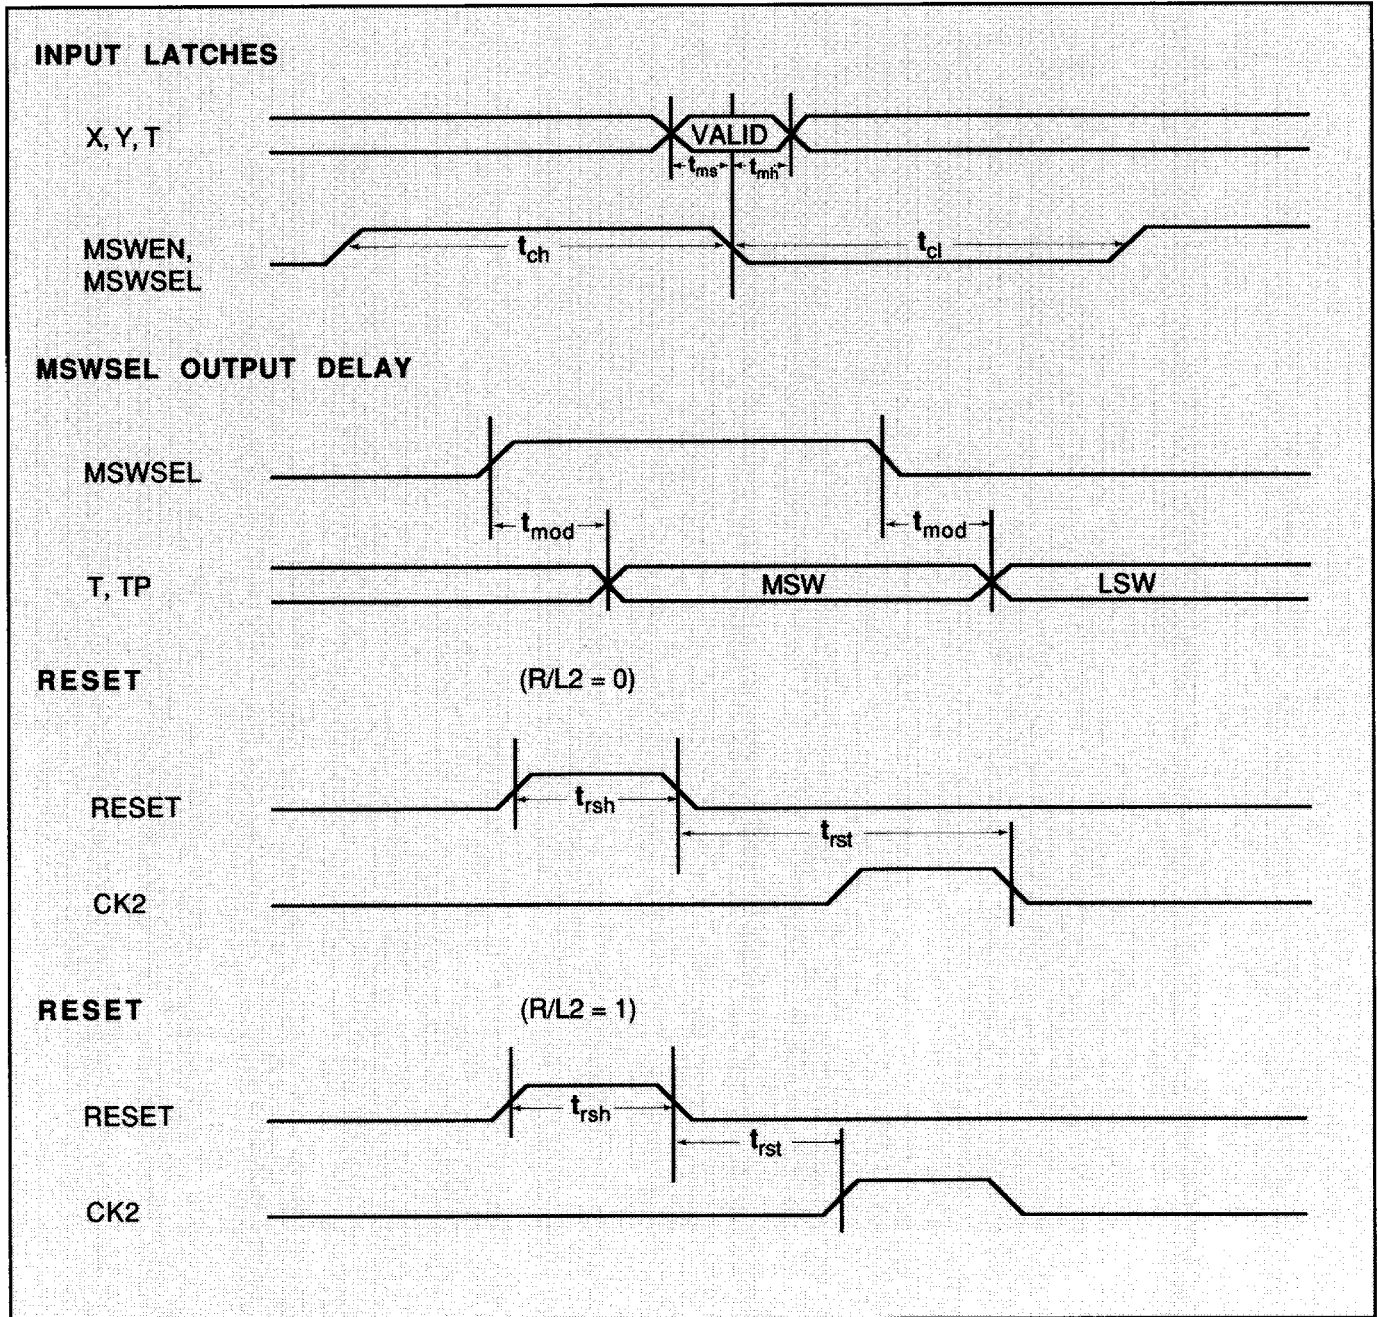 INPUT LATCHES
X, Y, T
VALID
tms
tmh
MSWEN,
MSWSEL
tch
tcl
MSWSEL OUTPUT DELAY
MSWSEL
tmod
tmod
T, TP
MSW
LSW
RESET (R/L2 = 0)
RESET
trsh
trst
CK2
RESET (R/L2 = 1)
RESET
trsh
trst
CK2